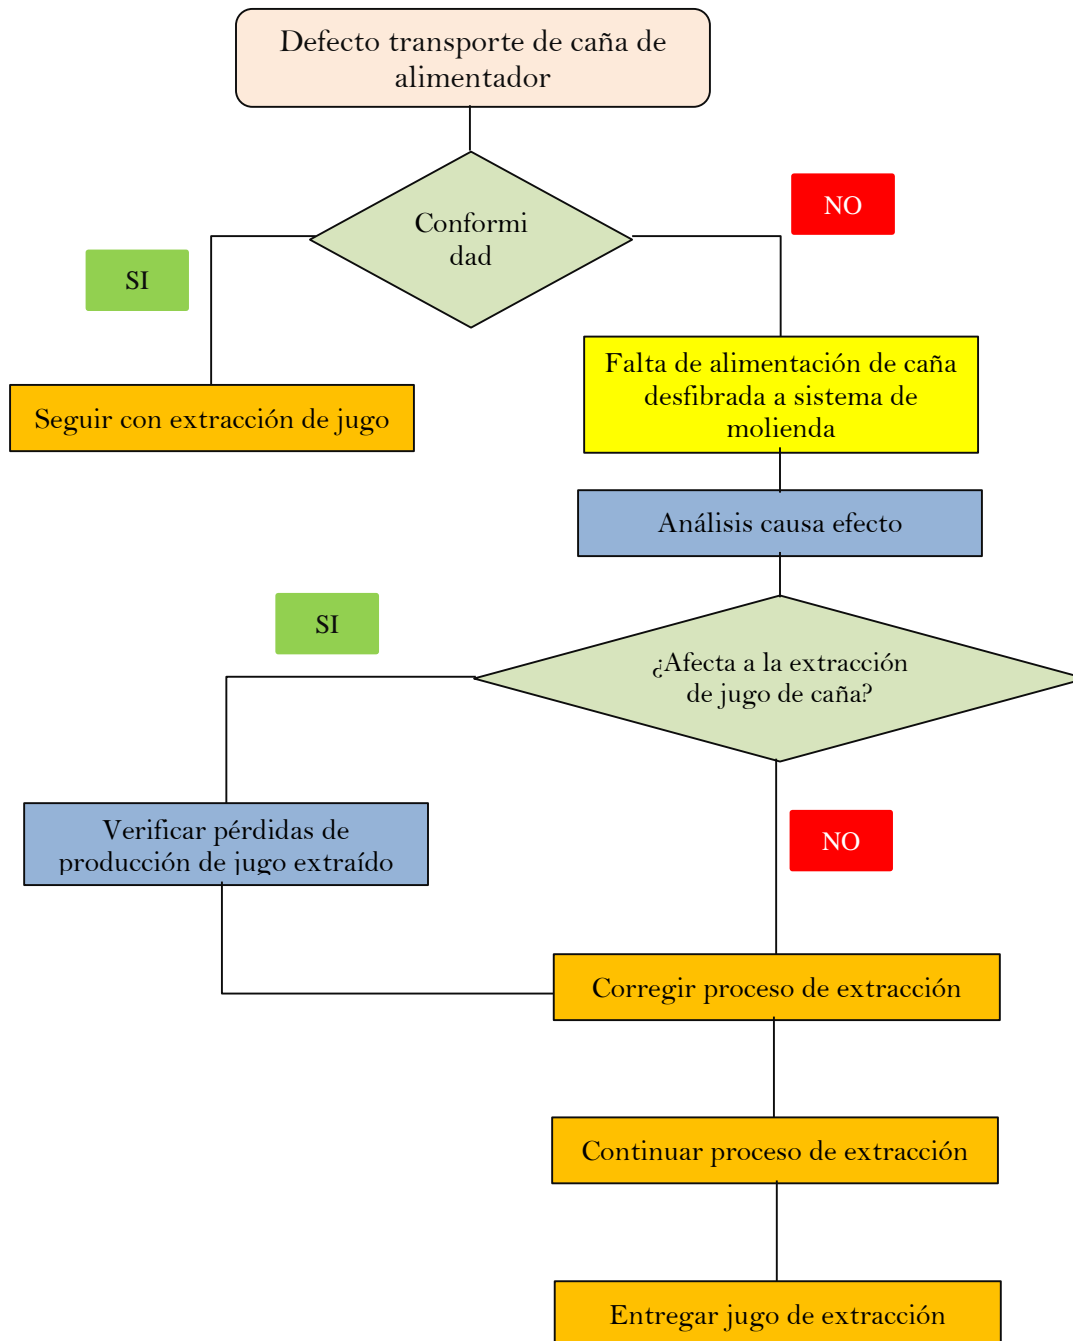 Defecto transporte de caña de
alimentador
Conformi
dad
NO
SI
Falta de alimentación de caña
desfibrada a sistema de
molienda
Seguir con extracción de jugo
Análisis causa efecto
SI
¿Afecta a la extracción
de jugo de caña?
Verificar pérdidas de
producción de jugo extraído
NO
Corregir proceso de extracción
Continuar proceso de extracción
Entregar jugo de extracción